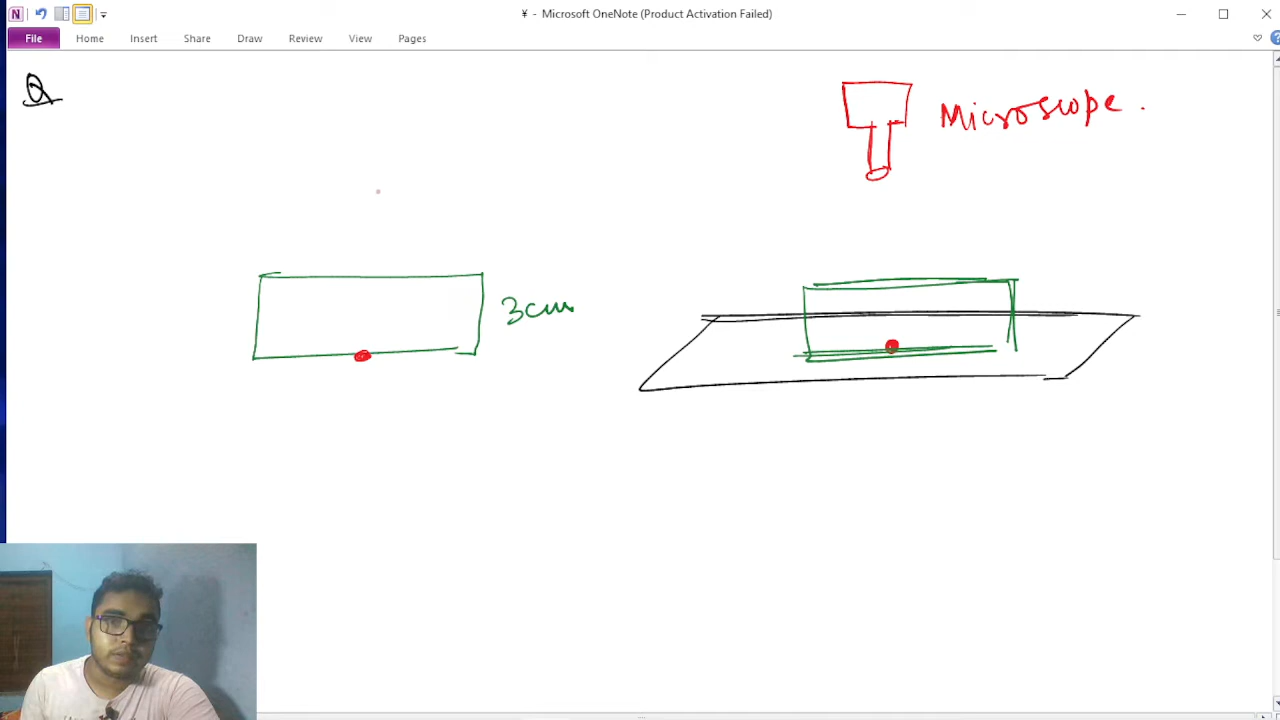 ¥ - Microsoft OneNote (Product Activation Failed)
File Home Insert Share Draw Review View Pages
Q
Microscope.
3cm